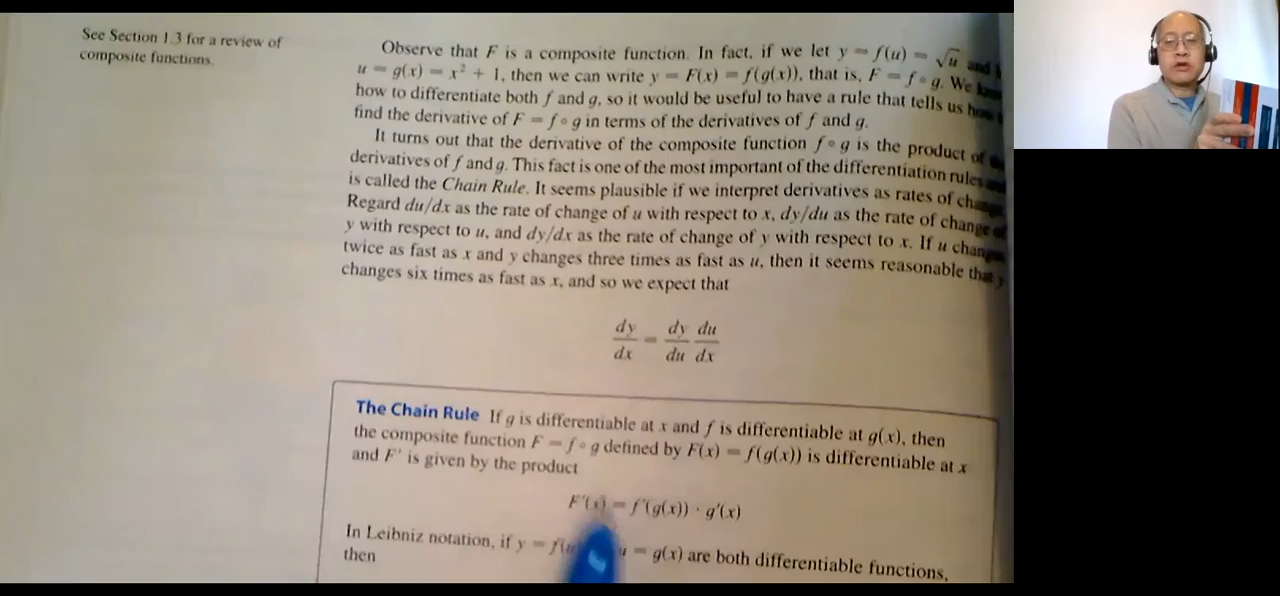 See Section 1.3 for a review of
composite functions.
Observe that F is a composite function. In fact, if we let y = f(u) = √u and
u = g(x) = x² + 1, then we can write y = F(x) = f(g(x)), that is, F = f ∘ g. We
how to differentiate both f and g, so it would be useful to have a rule that tells us how
find the derivative of F = f ∘ g in terms of the derivatives of f and g.
It turns out that the derivative of the composite function f ∘ g is the product of
derivatives of f and g. This fact is one of the most important of the differentiation rules
is called the Chain Rule. It seems plausible if we interpret derivatives as rates of
Regard du/dx as the rate of change of u with respect to x, dy/du as the rate of change
y with respect to u, and dy/dx as the rate of change of y with respect to x. If u
twice as fast as x and y changes three times as fast as u, then it seems reasonable that y
changes six times as fast as x, and so we expect that
dy/dx = dy/du du/dx
The Chain Rule If g is differentiable at x and f is differentiable at g(x), then
the composite function F = f ∘ g defined by F(x) = f(g(x)) is differentiable at x
and F' is given by the product
F'(x) = f'(g(x)) · g'(x)
In Leibniz notation, if y = u = g(x) are both differentiable functions,
then